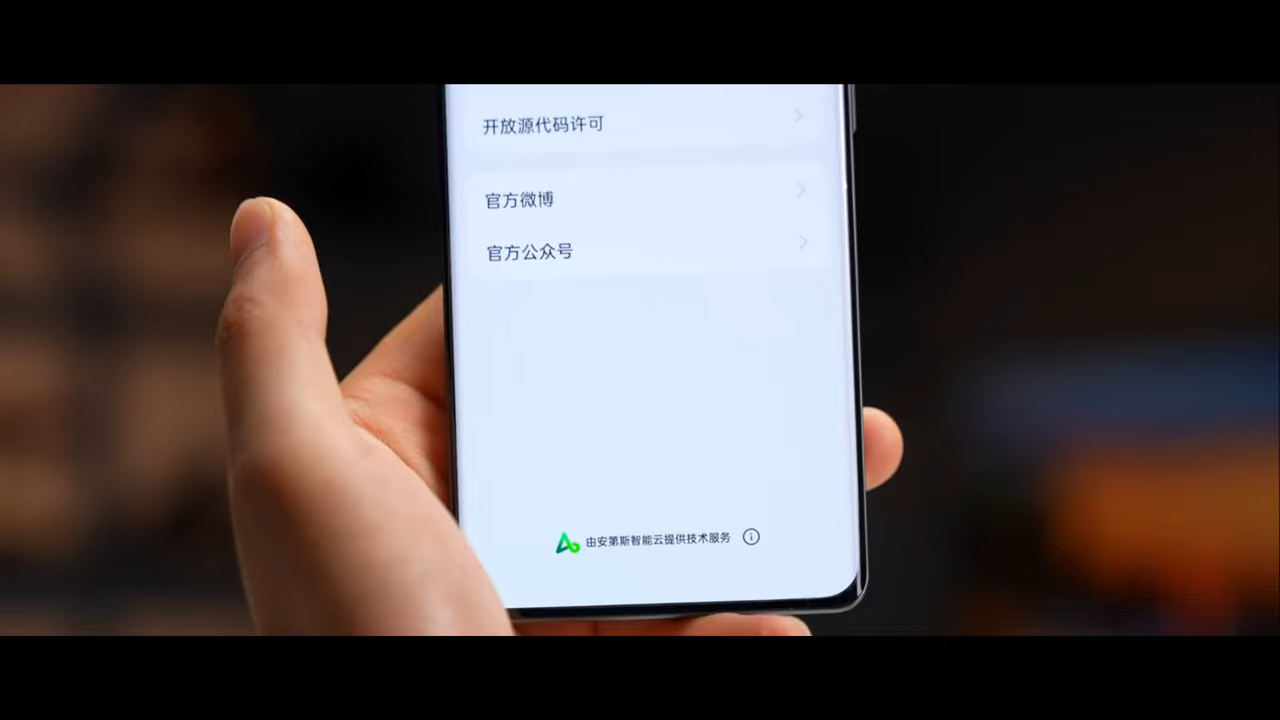 开放源代码许可
官方微博
官方公众号
由安第斯智能云提供技术服务